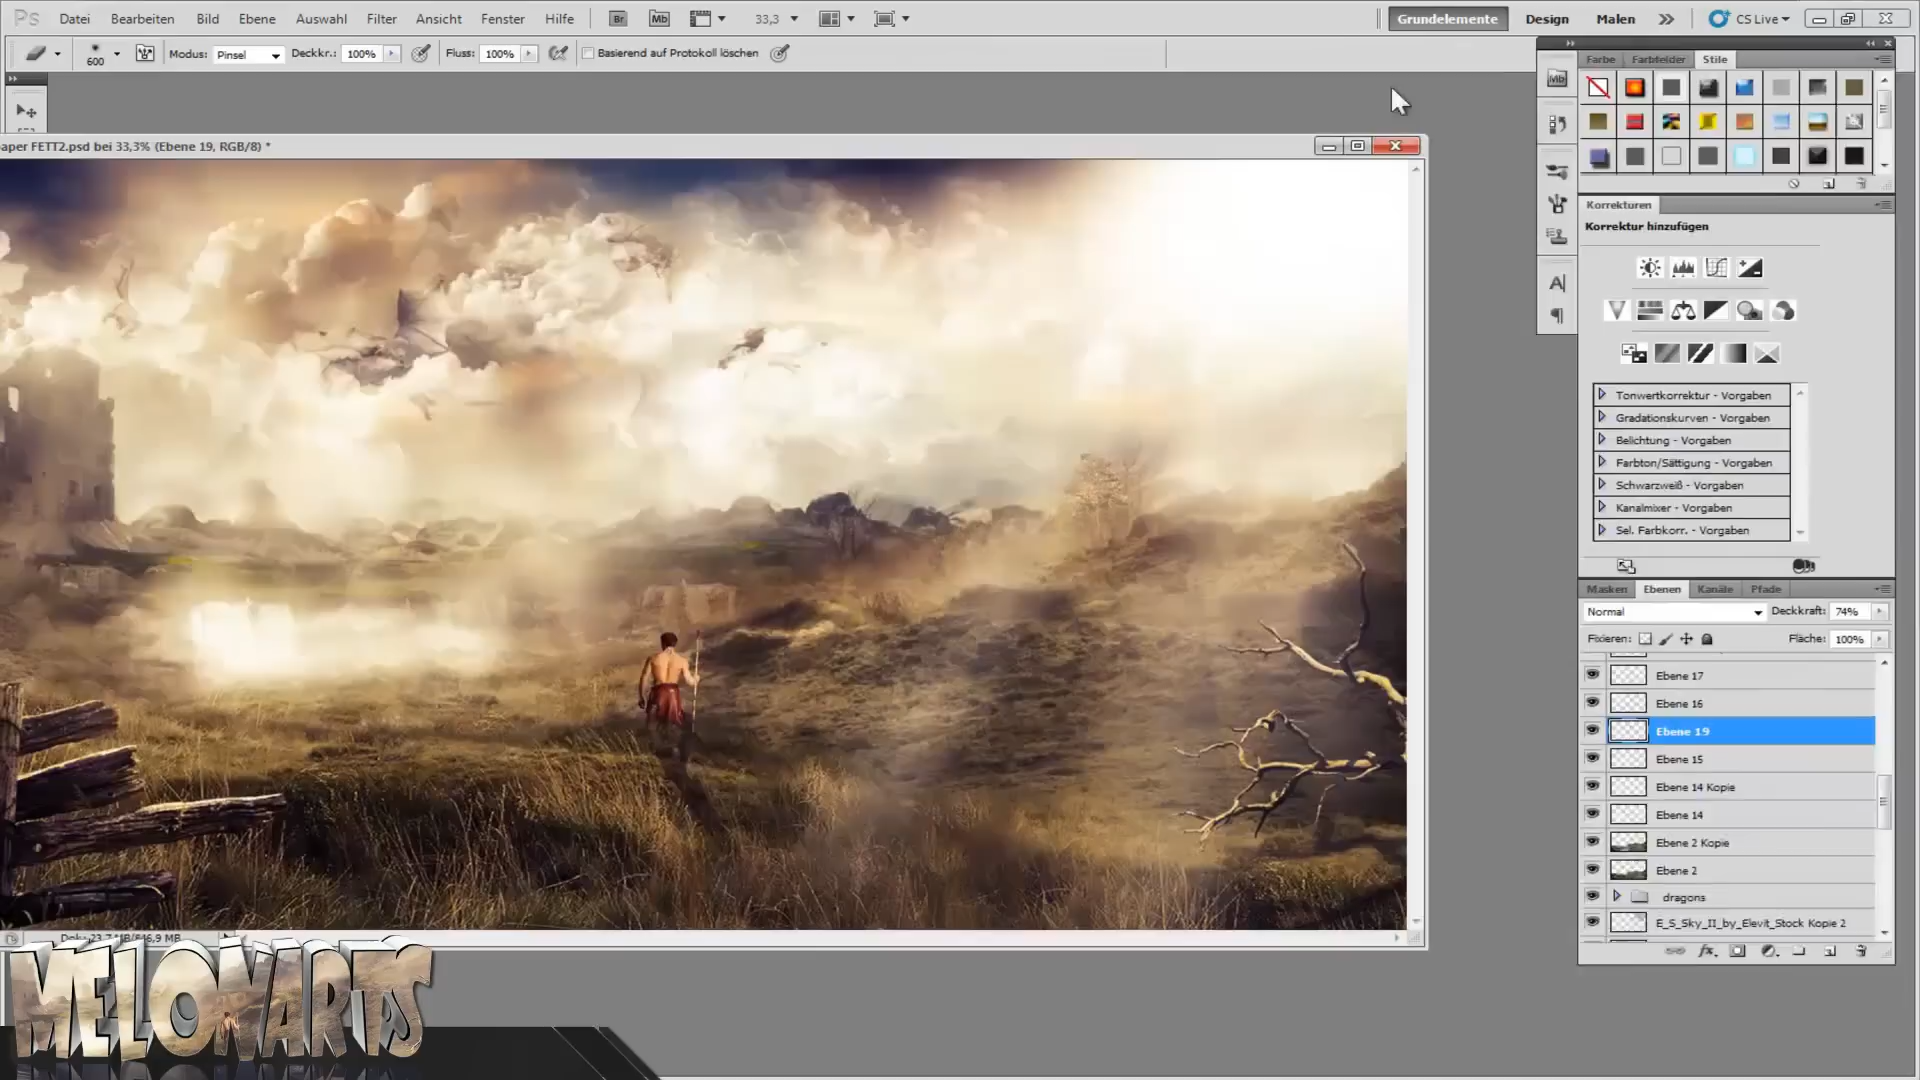 Ps Datei Bearbeiten Bild Ebene Auswahl Filter Ansicht Fenster Hilfe Br Mb 33,3 Grundelemente Design Malen CS Live
600 Modus: Pinsel Deckkr.: 100% Fluss: 100% Basierend auf Protokoll löschen
aper FETT2.psd bei 33,3% (Ebene 19, RGB/8) *
Mb
Farbe Farbfelder Stile
Korrekturen
Korrektur hinzufügen
Tonwertkorrektur - Vorgaben
Gradationskurven - Vorgaben
Belichtung - Vorgaben
Farbton/Sättigung - Vorgaben
Schwarzweiß - Vorgaben
Kanalmixer - Vorgaben
Sel. Farbkorr. - Vorgaben
Masken Ebenen Kanäle Pfade
Normal Deckkraft: 74%
Fixieren: Fläche: 100%
Ebene 17
Ebene 16
Ebene 19
Ebene 15
Ebene 14 Kopie
Ebene 14
Ebene 2 Kopie
Ebene 2
dragons
E_S_Sky_II_by_Elevit_Stock Kopie 2
MELONARTS